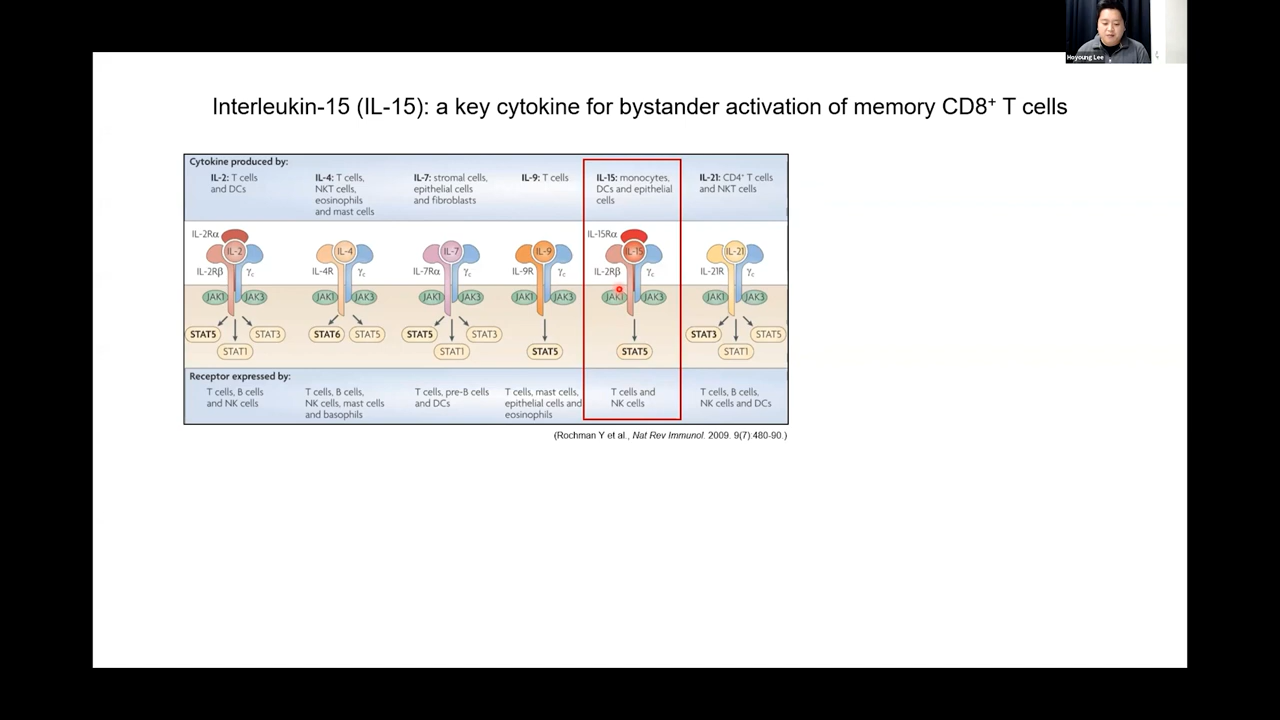 Hoyoung Lee
Interleukin-15 (IL-15): a key cytokine for bystander activation of memory CD8⁺ T cells
Cytokine produced by:
IL-2: T cells
and DCs
IL-4: T cells,
NKT cells,
eosinophils
and mast cells
IL-7: stromal cells,
epithelial cells
and fibroblasts
IL-9: T cells
IL-15: monocytes,
DCs and epithelial
cells
IL-21: CD4⁺ T cells
and NKT cells
IL-2Rα
IL-2
IL-2Rβ
γc
JAK1
JAK3
STAT5
STAT3
STAT1
IL-4
IL-4R
γc
JAK1
JAK3
STAT6
STAT5
IL-7
IL-7Rα
γc
JAK1
JAK3
STAT5
STAT3
STAT1
IL-9
IL-9R
γc
JAK1
JAK3
STAT5
IL-15Rα
IL-15
IL-2Rβ
γc
JAK1
JAK3
STAT5
IL-21
IL-21R
γc
JAK1
JAK3
STAT3
STAT5
STAT1
Receptor expressed by:
T cells, B cells
and NK cells
T cells, B cells,
NK cells, mast cells
and basophils
T cells, pre-B cells
and DCs
T cells, mast cells,
epithelial cells and
eosinophils
T cells and
NK cells
T cells, B cells,
NK cells and DCs
(Rochman Y et al., Nat Rev Immunol. 2009. 9(7):480-90.)